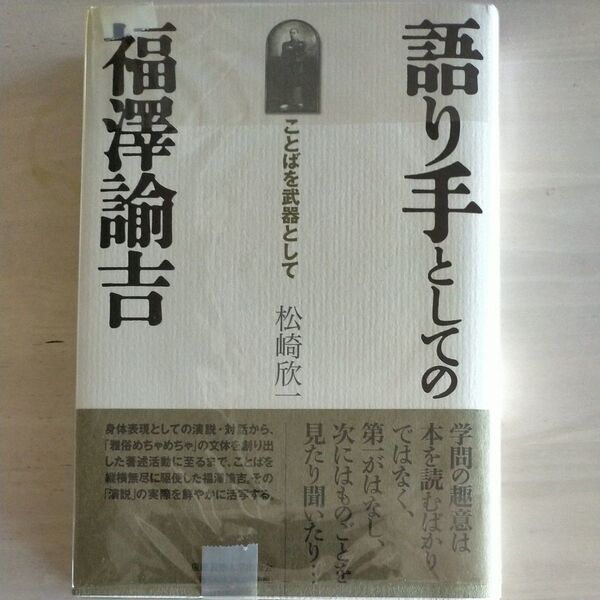 語り手としての
福澤諭吉
ことばを武器として
松崎欣一
学問の趣意は
本を読むばかり
ではなく、
第一がはなし、
次にはものごとを
見たり聞いたり…
身体表現としての演説・対話から、
「雅俗めちゃめちゃ」の文体を創り出
した著述活動に至るまで、ことばを
縦横無尽に駆使した福澤諭吉。その
「演説」の実際を鮮やかに活写する。